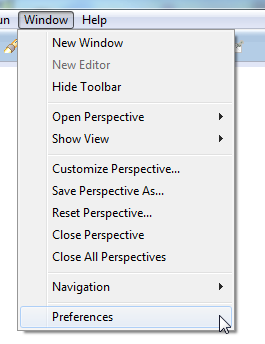 un Window Help
New Window
New Editor
Hide Toolbar
Open Perspective
Show View
Customize Perspective...
Save Perspective As...
Reset Perspective...
Close Perspective
Close All Perspectives
Navigation
Preferences